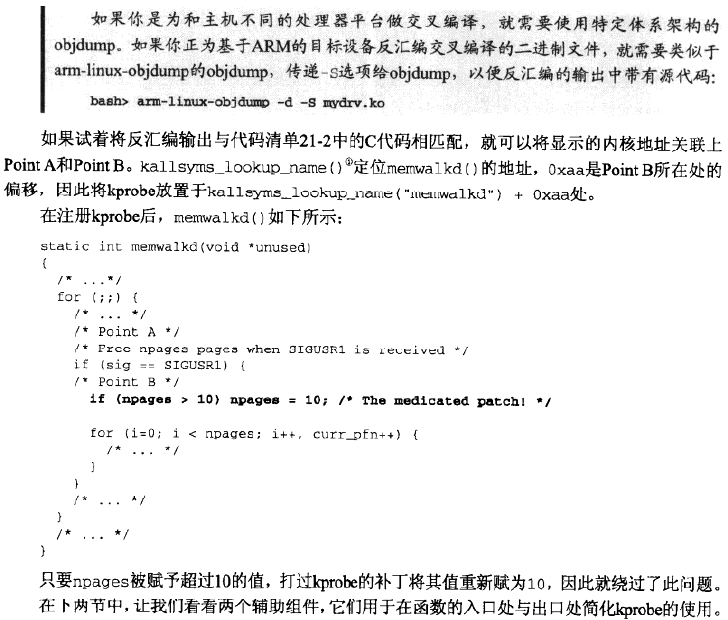 如果你是为和主机不同的处理器平台做交叉编译，就需要使用特定体系架构的
objdump。如果你正为基于ARM的目标设备反汇编交叉编译的二进制文件，就需要类似于
arm-linux-objdump的objdump，传递-S选项给objdump，以便反汇编的输出中带有源代码：
bash> arm-linux-objdump -d -S mydrv.ko
如果试着将反汇编输出与代码清单21-2中的C代码相匹配，就可以将显示的内核地址关联上
Point A和Point B。kallsyms_lookup_name()①定位memwalkd()的地址，0xaa是Point B所在处的
偏移，因此将kprobe放置于kallsyms_lookup_name("memwalkd") + 0xaa处。
在注册kprobe后，memwalkd()如下所示：
static int memwalkd(void *unused)
{
/* ...*/
for (;;) {
/* ... */
/* Point A */
/* Free npages pages when SIGUSR1 is received */
if (sig == SIGUSR1) {
/* Point B */
if (npages > 10) npages = 10; /* The medicated patch! */
for (i=0; i < npages; i++, curr_pfn++) {
/* ... */
}
}
/* ... */
}
/* ... */
}
只要npages被赋予超过10的值，打过kprobe的补丁将其值重新赋为10，因此就绕过了此问题。
在下两节中，让我们看看两个辅助组件，它们用于在函数的入口处与出口处简化kprobe的使用。